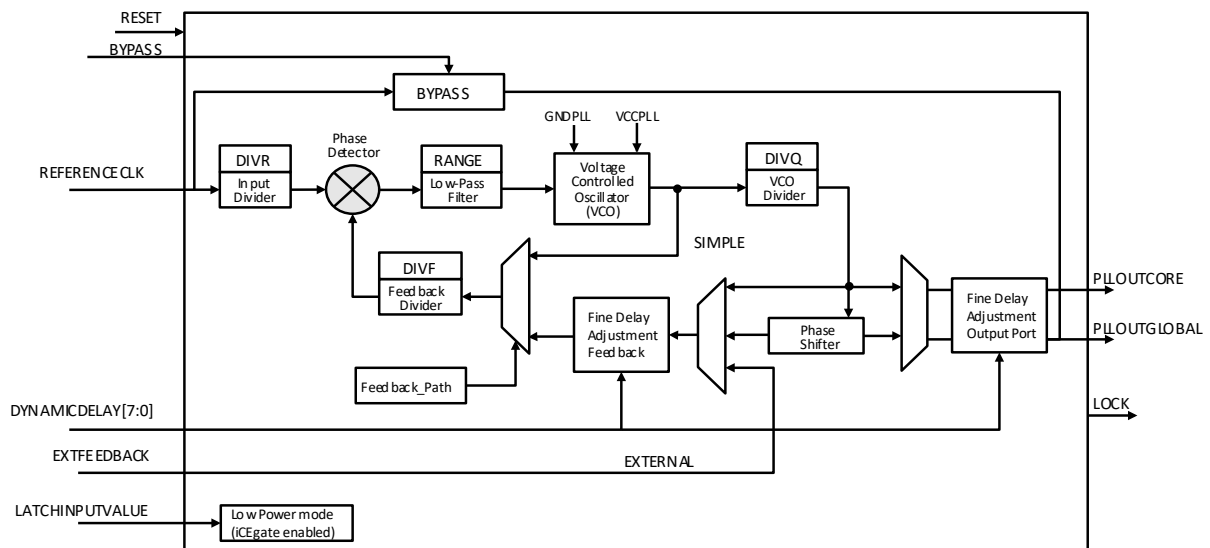 RESET
BYPASS
BYPASS
GNDPLL
VCCPLL
Phase
Detector
DIVR
RANGE
Voltage
Controlled
Oscillator
(VCO)
DIVQ
REFERENCECLK
Input
Divider
Low-Pass
Filter
VCO
Divider
SIMPLE
DIVF
Feedback
Divider
Fine Delay
Adjustment
Feedback
Phase
Shifter
Fine Delay
Adjustment
Output Port
PLLOUTCORE
PLLOUTGLOBAL
Feedback_Path
DYNAMICDELAY[7:0]
LOCK
EXTFEEDBACK
EXTERNAL
LATCHINPUTVALUE
Low Power mode
(iCEgate enabled)